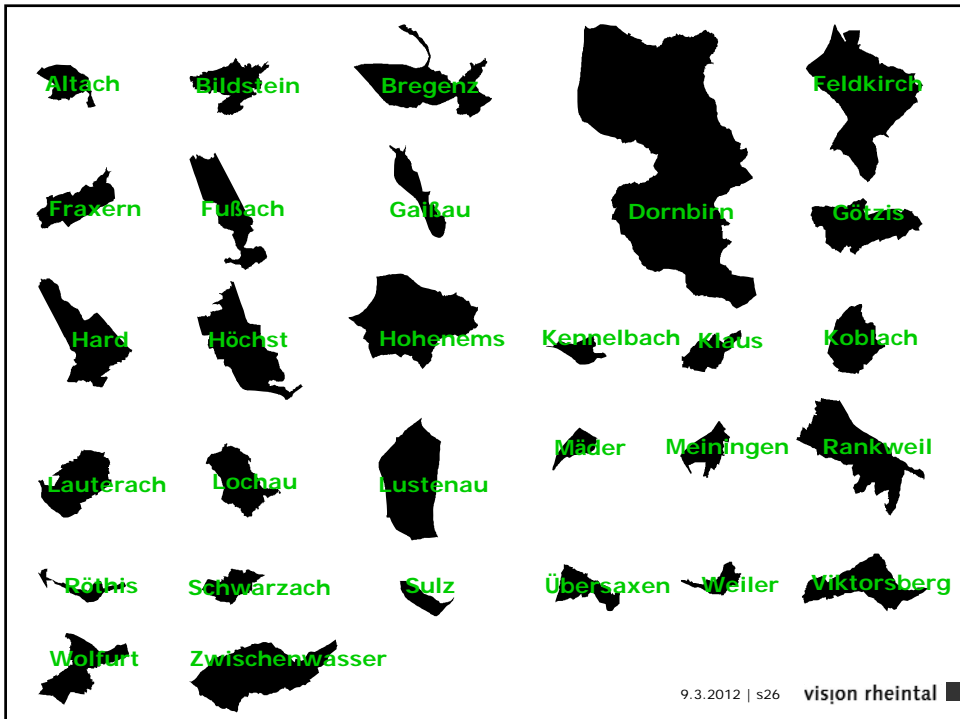 Altach Bildstein Bregenz Feldkirch
Fraxern Fußach Gaißau Dornbirn Götzis
Hard Höchst Hohenems Kennelbach Klaus Koblach
Lauterach Lochau Lustenau Mäder Meiningen Rankweil
Röthis Schwarzach Sulz Übersaxen Weiler Viktorsberg
Wolfurt Zwischenwasser
9.3.2012 | s26 vision rheintal